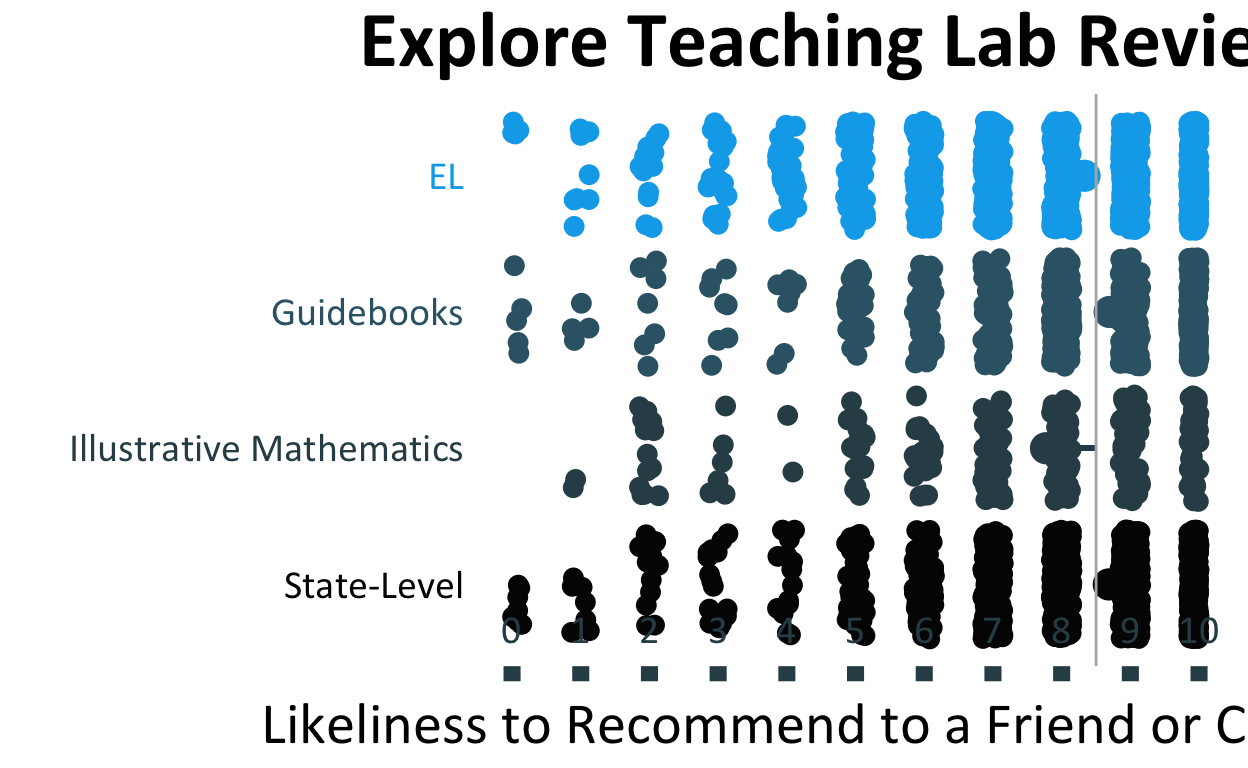 Explore Teaching Lab Revie
EL
Guidebooks
Illustrative Mathematics
State-Level
0 1 2 3 4 5 6 7 8 9 10
Likeliness to Recommend to a Friend or C